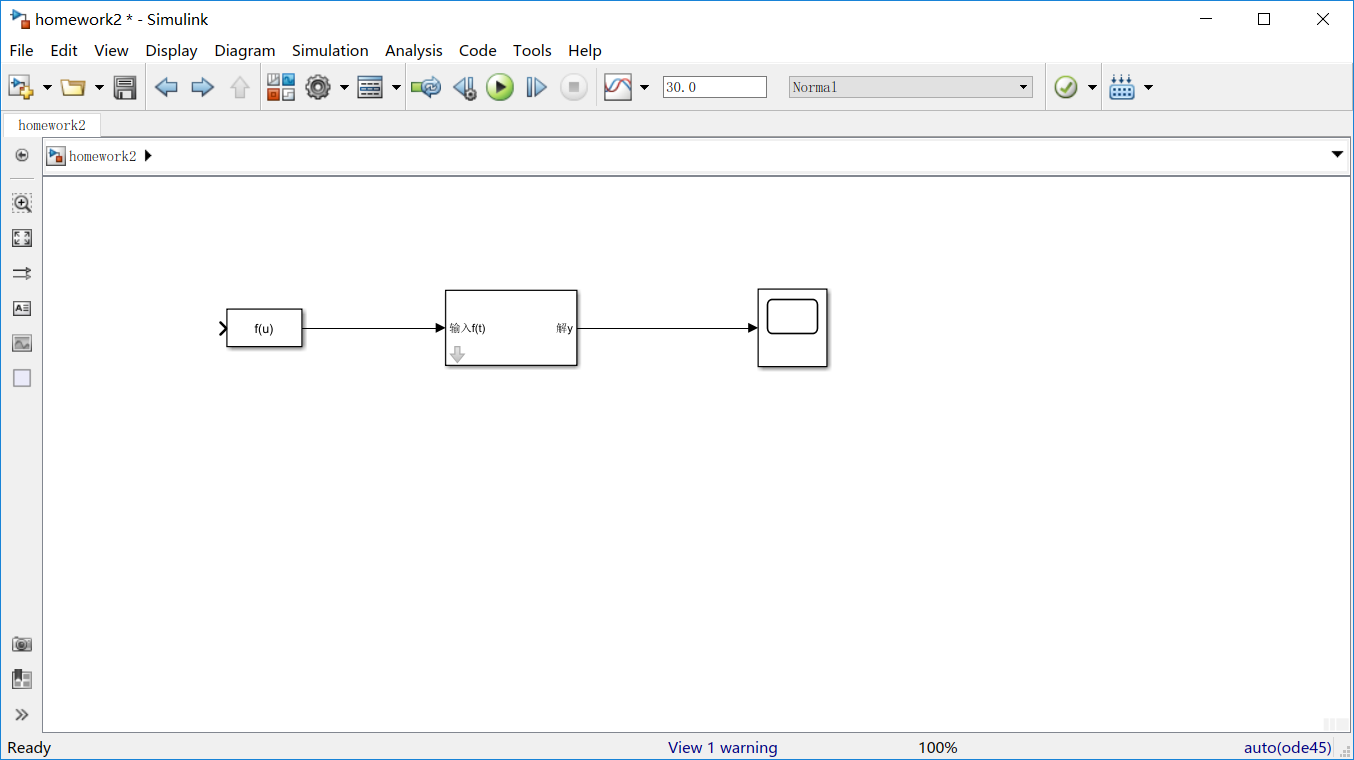 homework2 * - Simulink
File Edit View Display Diagram Simulation Analysis Code Tools Help
30.0 Normal
homework2
homework2
f(u) 输入f(t) 解y
Ready View 1 warning 100% auto(ode45)